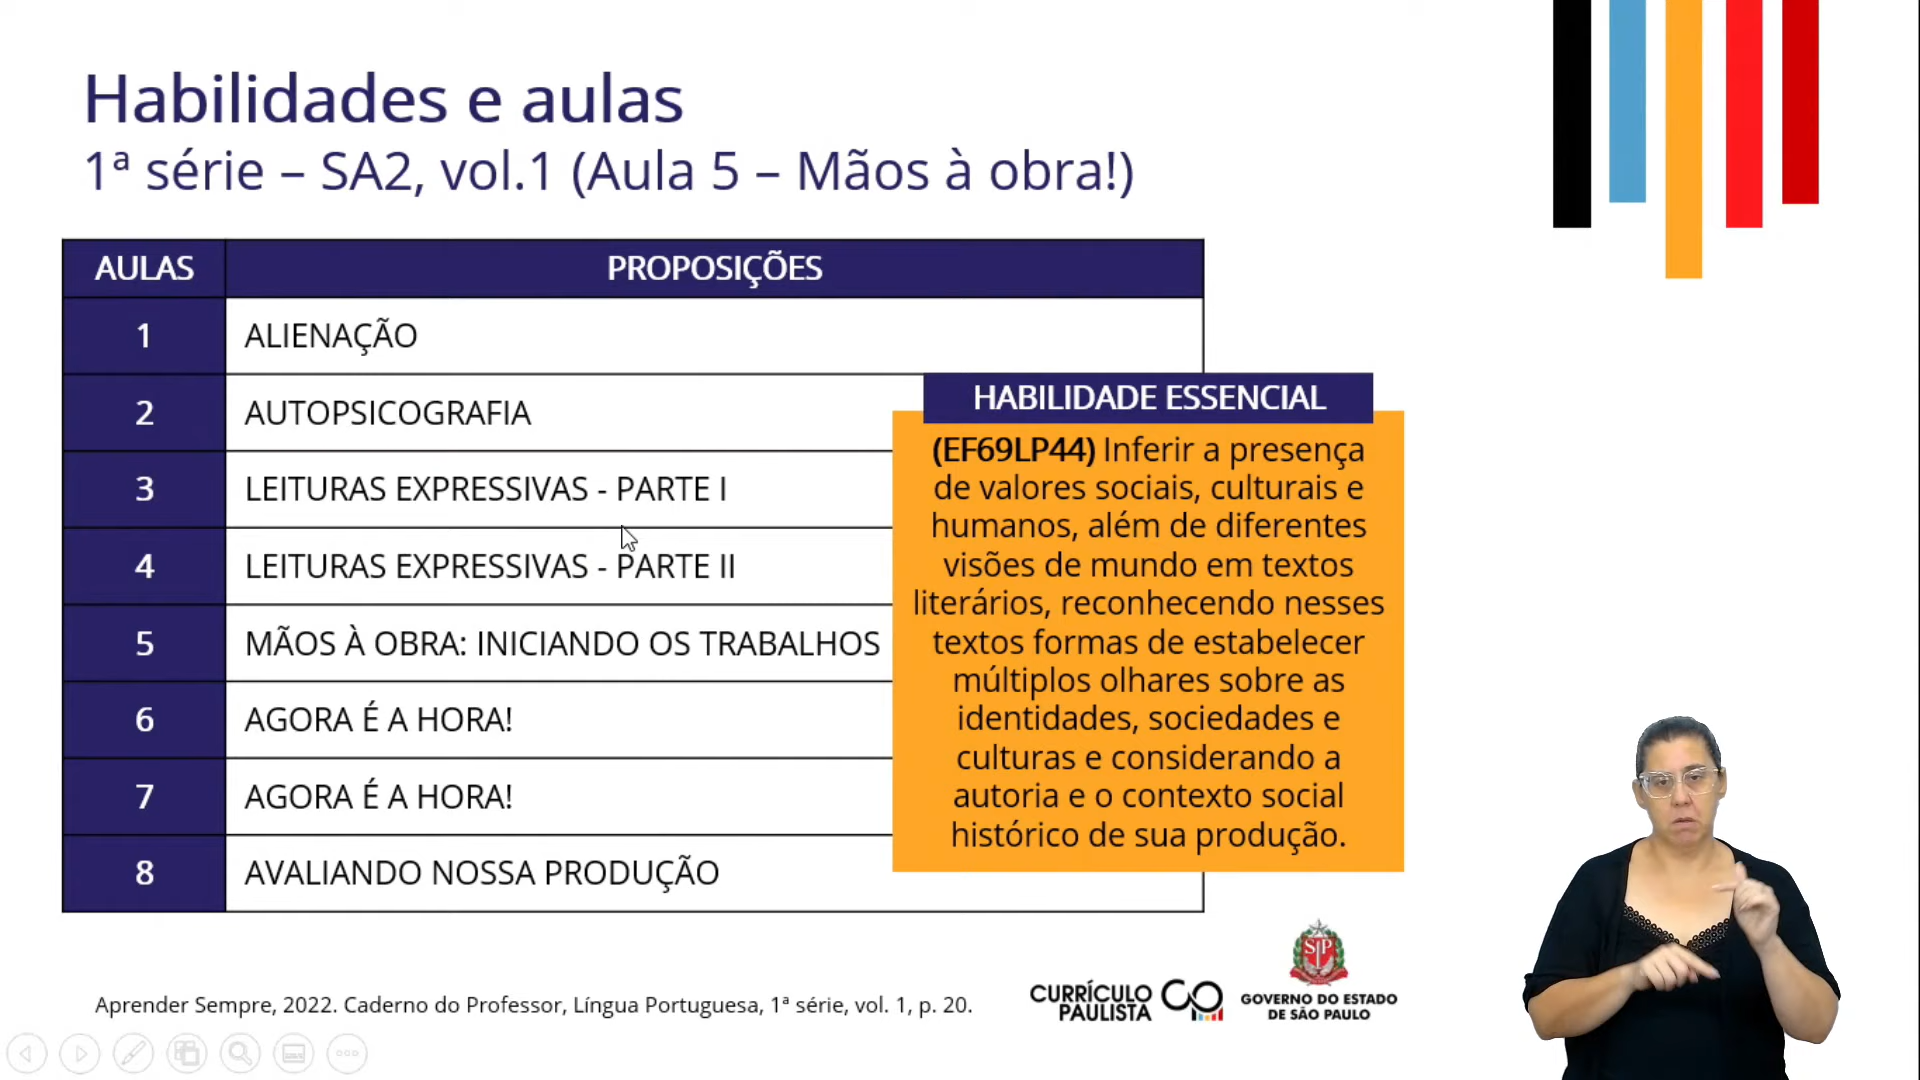 Habilidades e aulas
1ª série – SA2, vol.1 (Aula 5 – Mãos à obra!)
AULAS PROPOSIÇÕES
1 ALIENAÇÃO
2 AUTOPSICOGRAFIA
3 LEITURAS EXPRESSIVAS - PARTE I
4 LEITURAS EXPRESSIVAS - PARTE II
5 MÃOS À OBRA: INICIANDO OS TRABALHOS
6 AGORA É A HORA!
7 AGORA É A HORA!
8 AVALIANDO NOSSA PRODUÇÃO
HABILIDADE ESSENCIAL
(EF69LP44) Inferir a presença
de valores sociais, culturais e
humanos, além de diferentes
visões de mundo em textos
literários, reconhecendo nesses
textos formas de estabelecer
múltiplos olhares sobre as
identidades, sociedades e
culturas e considerando a
autoria e o contexto social
histórico de sua produção.
Aprender Sempre, 2022. Caderno do Professor, Língua Portuguesa, 1ª série, vol. 1, p. 20.
CURRÍCULO
PAULISTA
SP
GOVERNO DO ESTADO
DE SÃO PAULO